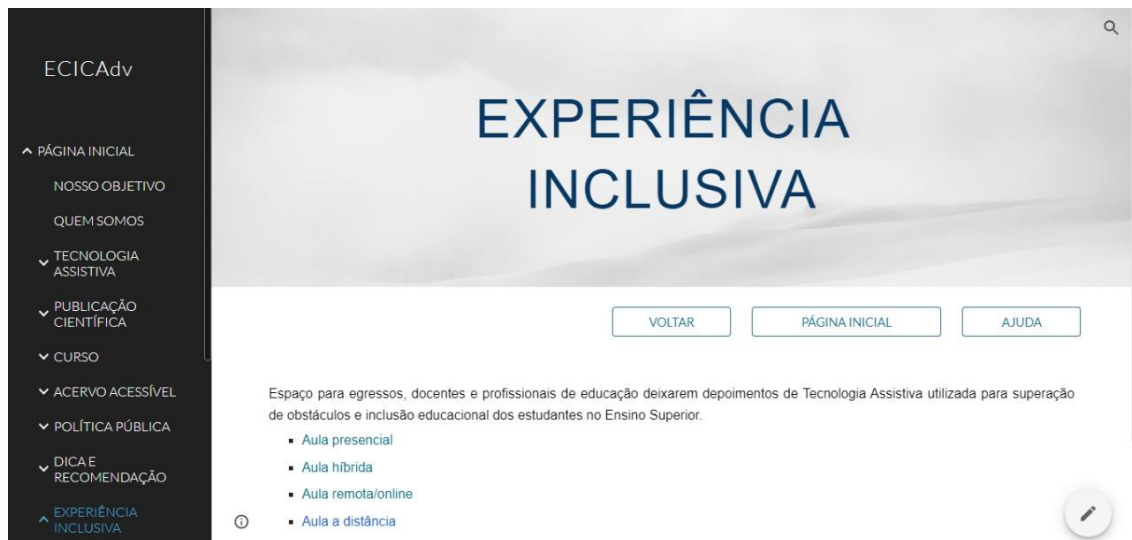 ECICAdv
PÁGINA INICIAL
NOSSO OBJETIVO
QUEM SOMOS
TECNOLOGIA
ASSISTIVA
PUBLICAÇÃO
CIENTÍFICA
CURSO
ACERVO ACESSÍVEL
POLÍTICA PÚBLICA
DICA E
RECOMENDAÇÃO
EXPERIÊNCIA
INCLUSIVA
EXPERIÊNCIA
INCLUSIVA
VOLTAR
PÁGINA INICIAL
AJUDA
Espaço para egressos, docentes e profissionais de educação deixarem depoimentos de Tecnologia Assistiva utilizada para superação
de obstáculos e inclusão educacional dos estudantes no Ensino Superior.
Aula presencial
Aula híbrida
Aula remota/online
Aula a distância